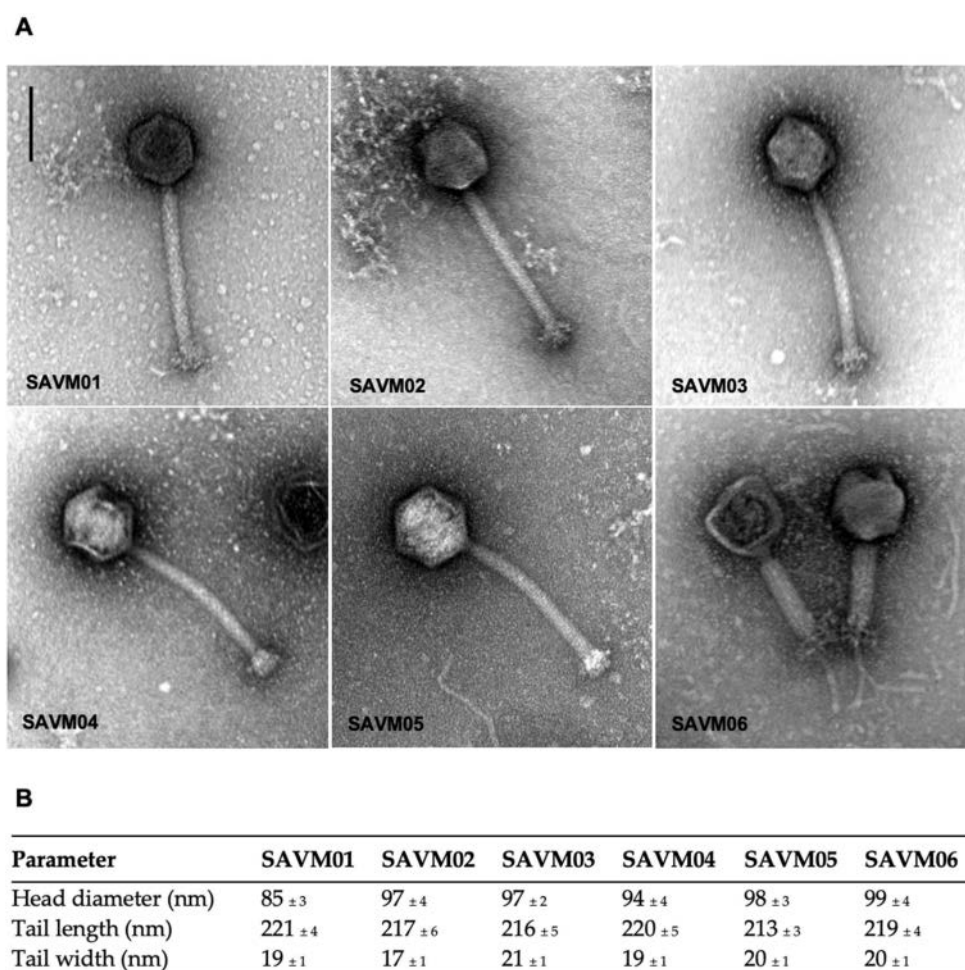 A
SAVM01
SAVM02
SAVM03
SAVM04
SAVM05
SAVM06
B
Parameter SAVM01 SAVM02 SAVM03 SAVM04 SAVM05 SAVM06
Head diameter (nm) 85 ±3 97 ±4 97 ±2 94 ±4 98 ±3 99 ±4
Tail length (nm) 221 ±4 217 ±6 216 ±5 220 ±5 213 ±3 219 ±4
Tail width (nm) 19 ±1 17 ±1 21 ±1 19 ±1 20 ±1 20 ±1